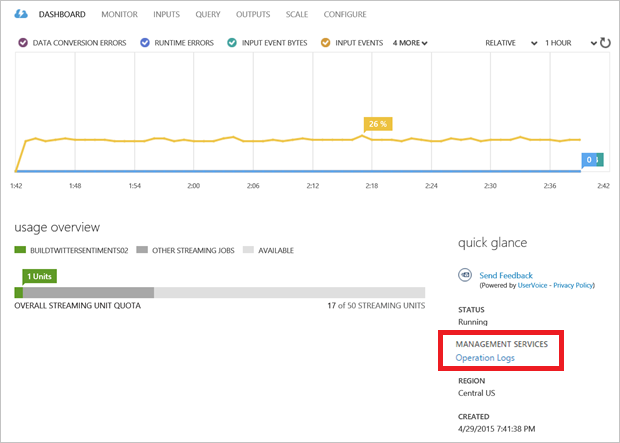 DASHBOARD MONITOR INPUTS QUERY OUTPUTS SCALE CONFIGURE
DATA CONVERSION ERRORS RUNTIME ERRORS INPUT EVENT BYTES INPUT EVENTS 4 MORE RELATIVE 1 HOUR
26 %
0
1:42 1:48 1:54 2:00 2:06 2:12 2:18 2:24 2:30 2:36 2:42
usage overview
BUILDTWITTERSENTIMENTS02 OTHER STREAMING JOBS AVAILABLE
1 Units
OVERALL STREAMING UNIT QUOTA 17 of 50 STREAMING UNITS
quick glance
Send Feedback
(Powered by UserVoice - Privacy Policy)
STATUS
Running
MANAGEMENT SERVICES
Operation Logs
REGION
Central US
CREATED
4/29/2015 7:41:38 PM